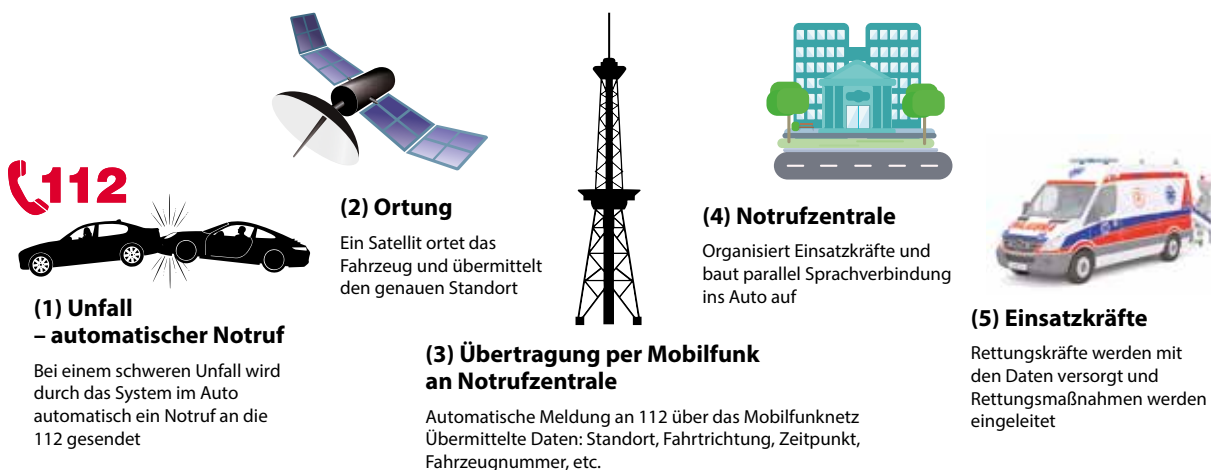 112
(1) Unfall
– automatischer Notruf
Bei einem schweren Unfall wird
durch das System im Auto
automatisch ein Notruf an die
112 gesendet
(2) Ortung
Ein Satellit ortet das
Fahrzeug und übermittelt
den genauen Standort
(3) Übertragung per Mobilfunk
an Notrufzentrale
Automatische Meldung an 112 über das Mobilfunknetz
Übermittelte Daten: Standort, Fahrtrichtung, Zeitpunkt,
Fahrzeugnummer, etc.
(4) Notrufzentrale
Organisiert Einsatzkräfte und
baut parallel Sprachverbindung
ins Auto auf
(5) Einsatzkräfte
Rettungskräfte werden mit
den Daten versorgt und
Rettungsmaßnahmen werden
eingeleitet